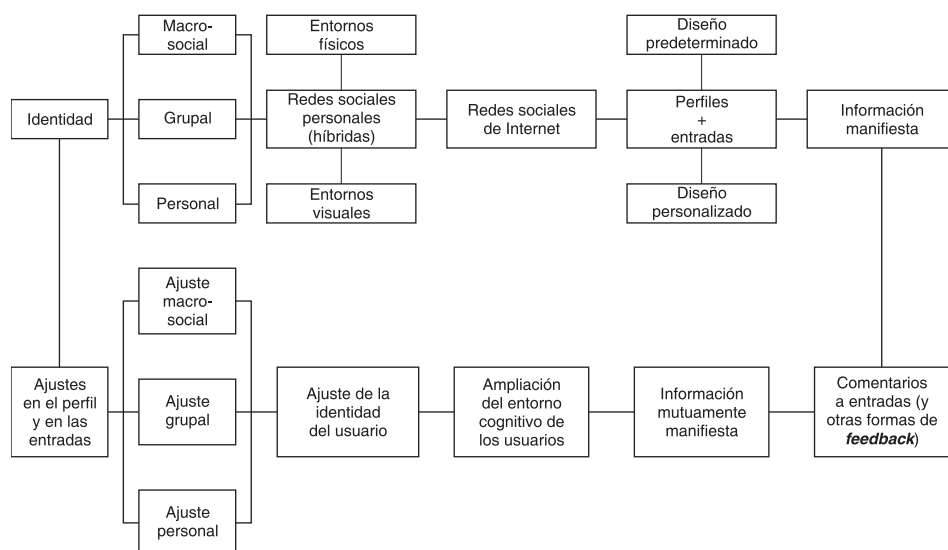 Macro-
social
Entornos
físicos
Diseño
predeterminado
Identidad
Grupal
Redes sociales
personales
(híbridas)
Redes sociales
de Internet
Perfiles
+
entradas
Información
manifiesta
Personal
Entornos
visuales
Diseño
personalizado
Ajuste
macro-
social
Ajustes
en el perfil
y en las
entradas
Ajuste
grupal
Ajuste de la
identidad
del usuario
Ampliación
del entorno
cognitivo de
los usuarios
Información
mutuamente
manifiesta
Comentarios
a entradas (y
otras formas de
feedback)
Ajuste
personal